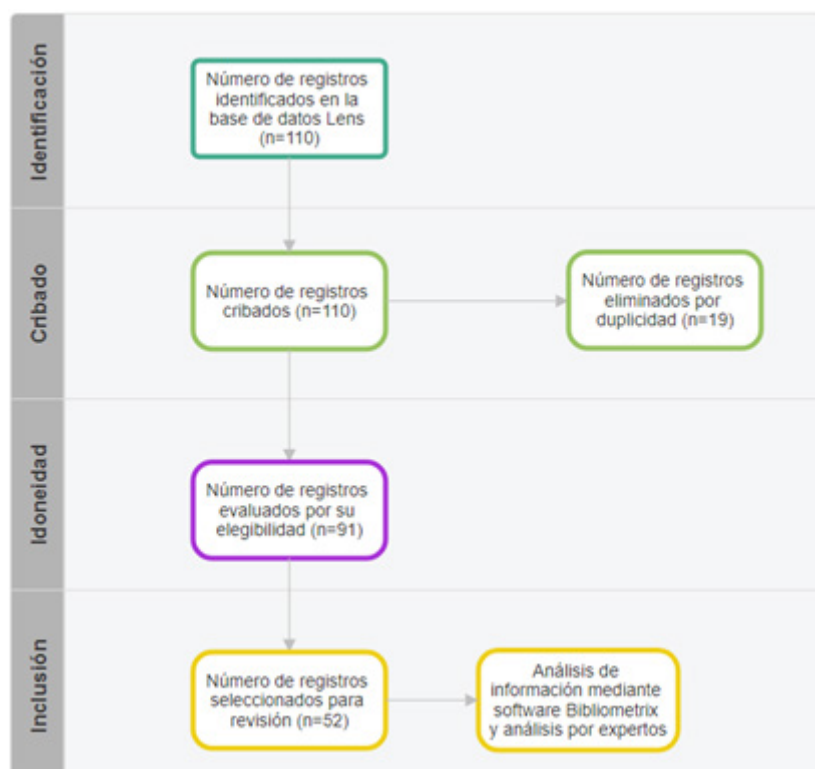 Identificación
Número de registros
identificados en la
base de datos Lens
(n=110)
Cribado
Número de registros
cribados (n=110)
Número de registros
eliminados por
duplicidad (n=19)
Idoneidad
Número de registros
evaluados por su
elegibilidad (n=91)
Inclusión
Número de registros
seleccionados para
revisión (n=52)
Análisis de
información mediante
software Bibliometrix
y análisis por expertos